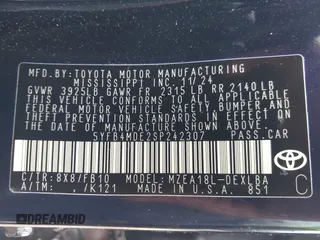 MFD.BY:TOYOTA MOTOR MANUFACTURING
MISSISSIPPI INC 11/24
GVWR 3925LB GAWR FR 2315 LB RR 2140 LB
THIS VEHICLE CONFORMS TO ALL APPLICABLE
FEDERAL MOTOR VEHICLE SAFETY, BUMPER, AND
THEFT PREVENTION STANDARDS IN EFFECT ON
THE DATE OF MANUFACTURE SHOWN ABOVE.
5YFB4MDE2SP242307 PASS.CAR
C/TR:8X8/FB10 MODEL:MZEA18L-DEXLBA
A/TM: /K121 MADE IN U.S.A. 851
TOYOTA
C
DREAMBID